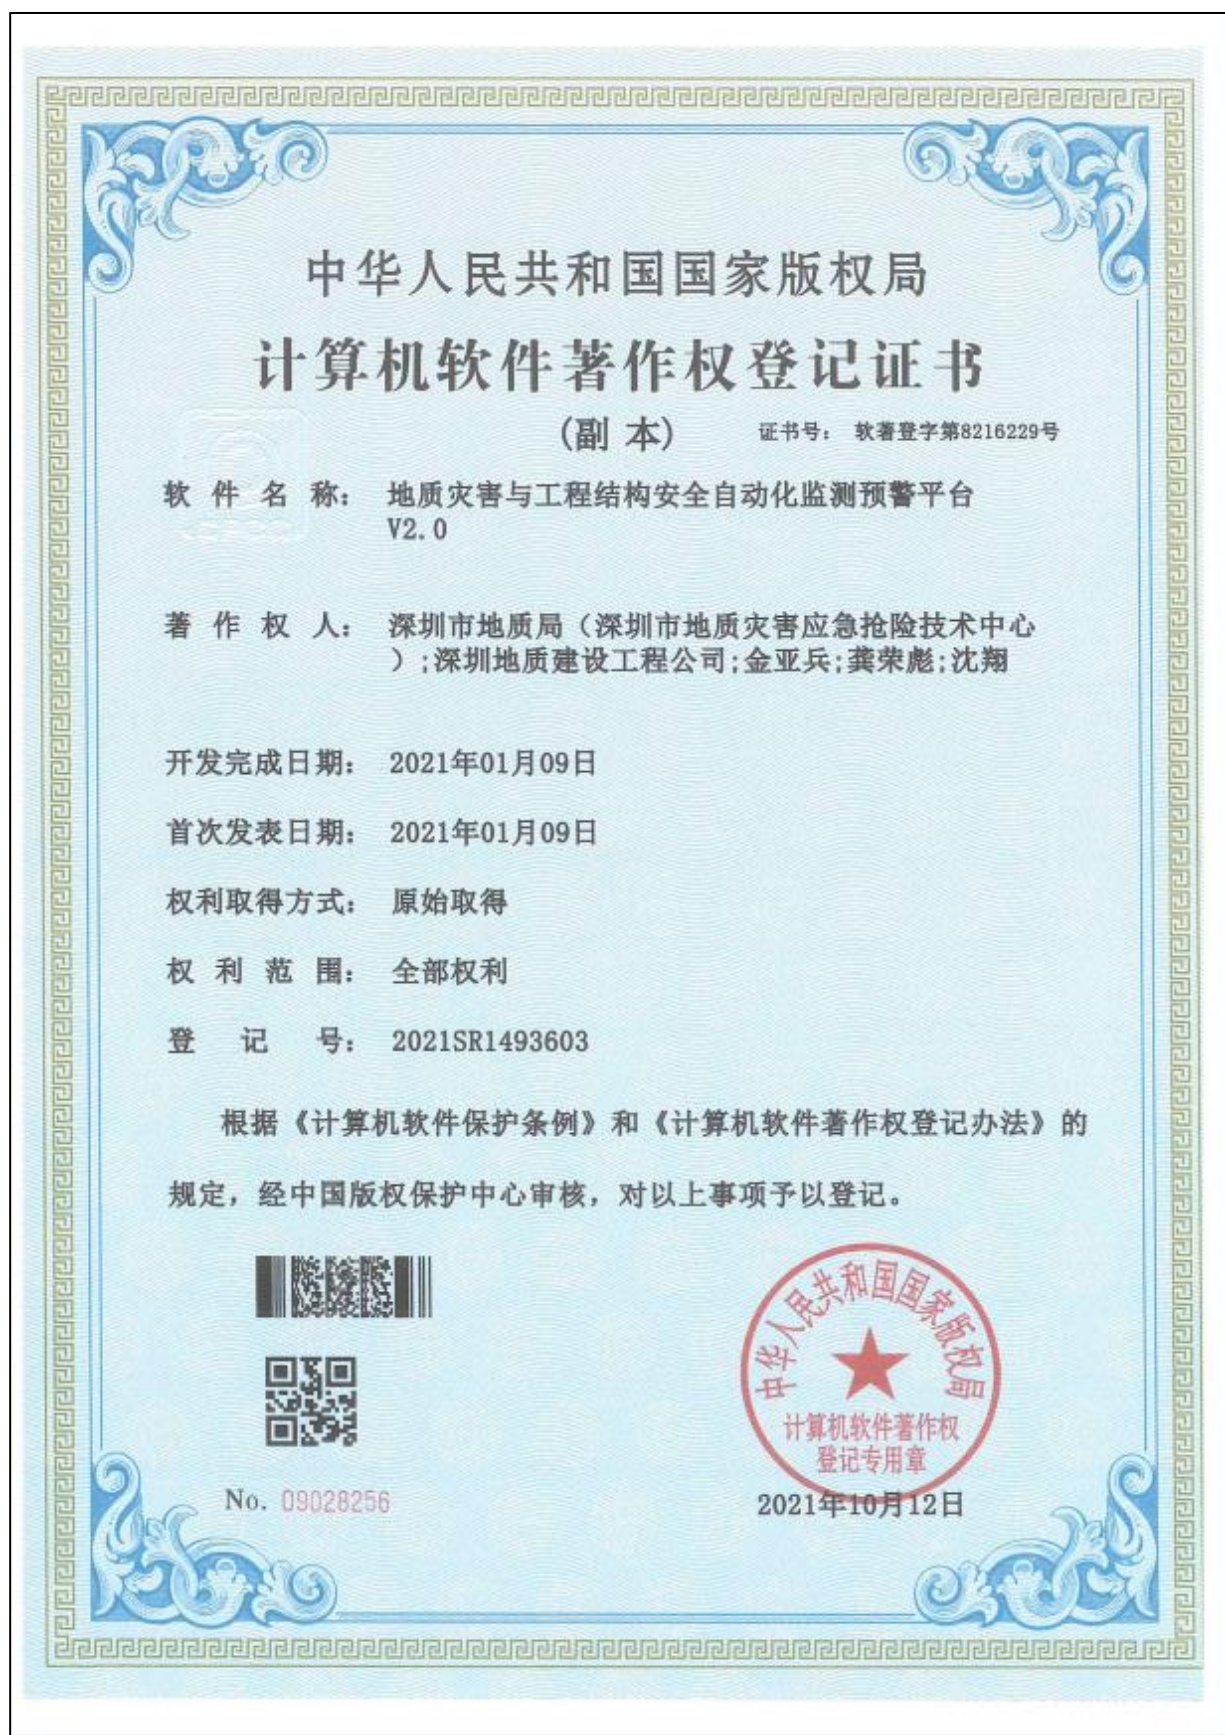 中华人民共和国国家版权局
计算机软件著作权登记证书
(副本)
证书号： 软著登字第8216229号
软件名称： 地质灾害与工程结构安全自动化监测预警平台
V2.0
著作权人： 深圳市地质局（深圳市地质灾害应急抢险技术中心
）;深圳地质建设工程公司;金亚兵;龚荣彪;沈翔
开发完成日期： 2021年01月09日
首次发表日期： 2021年01月09日
权利取得方式： 原始取得
权利范围： 全部权利
登记号： 2021SR1493603
根据《计算机软件保护条例》和《计算机软件著作权登记办法》的
规定，经中国版权保护中心审核，对以上事项予以登记。
中华人民共和国国家版权局
计算机软件著作权
登记专用章
No. 09028256
2021年10月12日